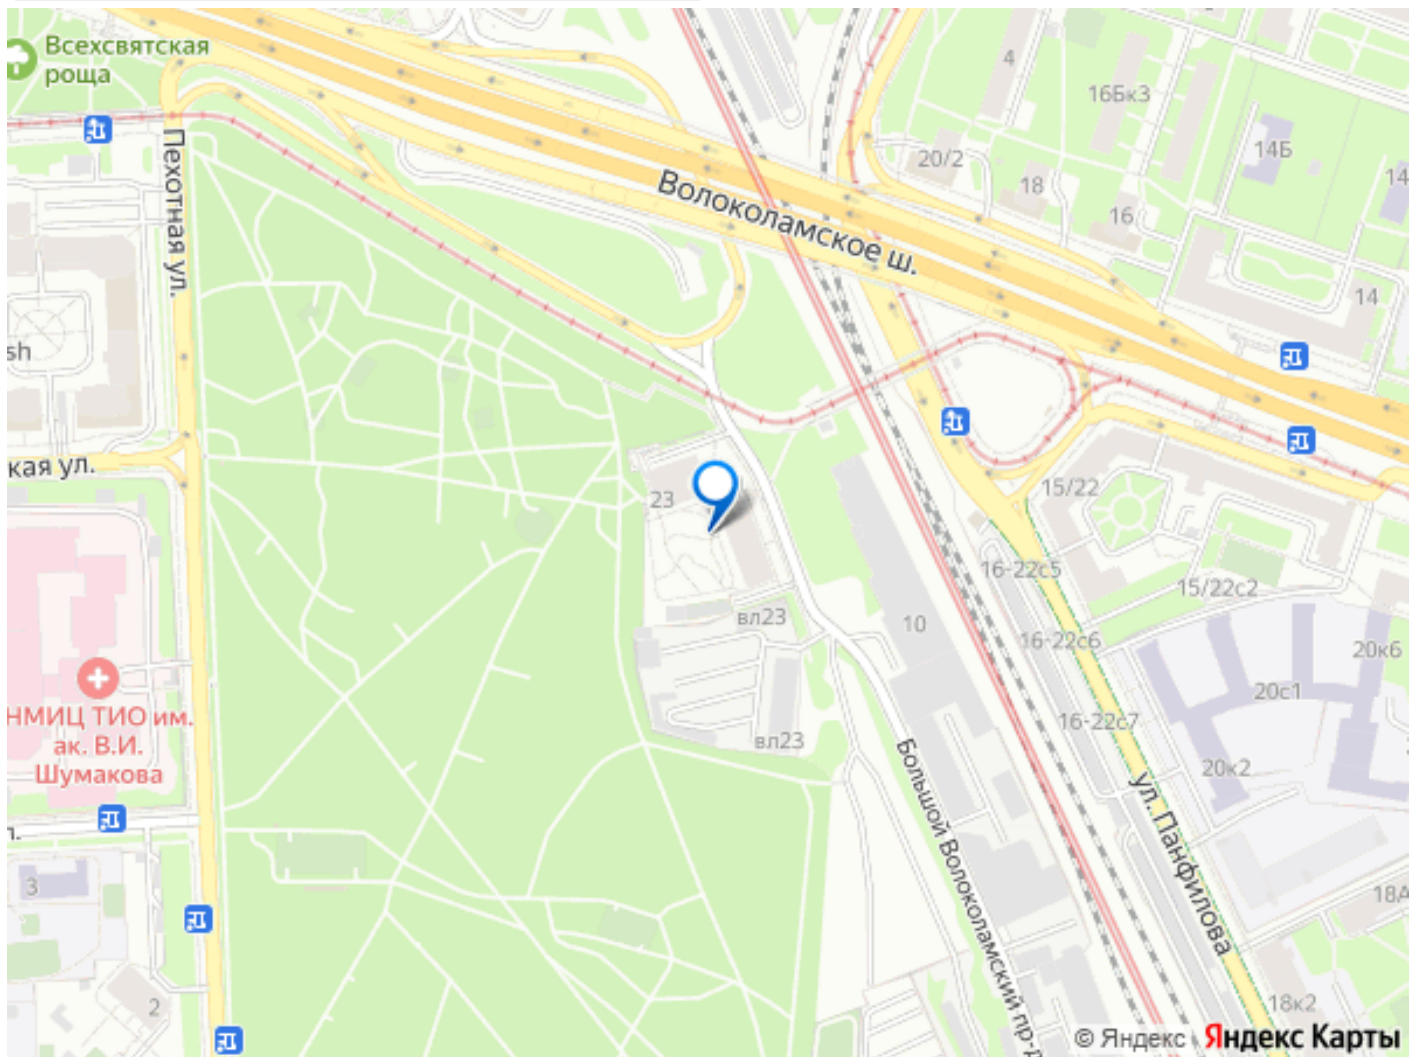 Всехсвятская
роща
4
16Бк3
14Б
20/2
18
14
16
Пехотная ул.
Волоколамское ш.
14
sh
кая ул.
23
15/22
16-22с5
15/22с2
вл23
10
16-22с6
20к6
20с1
НМИЦ ТИО им.
ак. В.И.
Шумакова
16-22с7
вл23
20к2
Большой Волоколамский пр-д
ул. Панфилова
3
18А
2
18к2
© Яндекс
Яндекс Карты